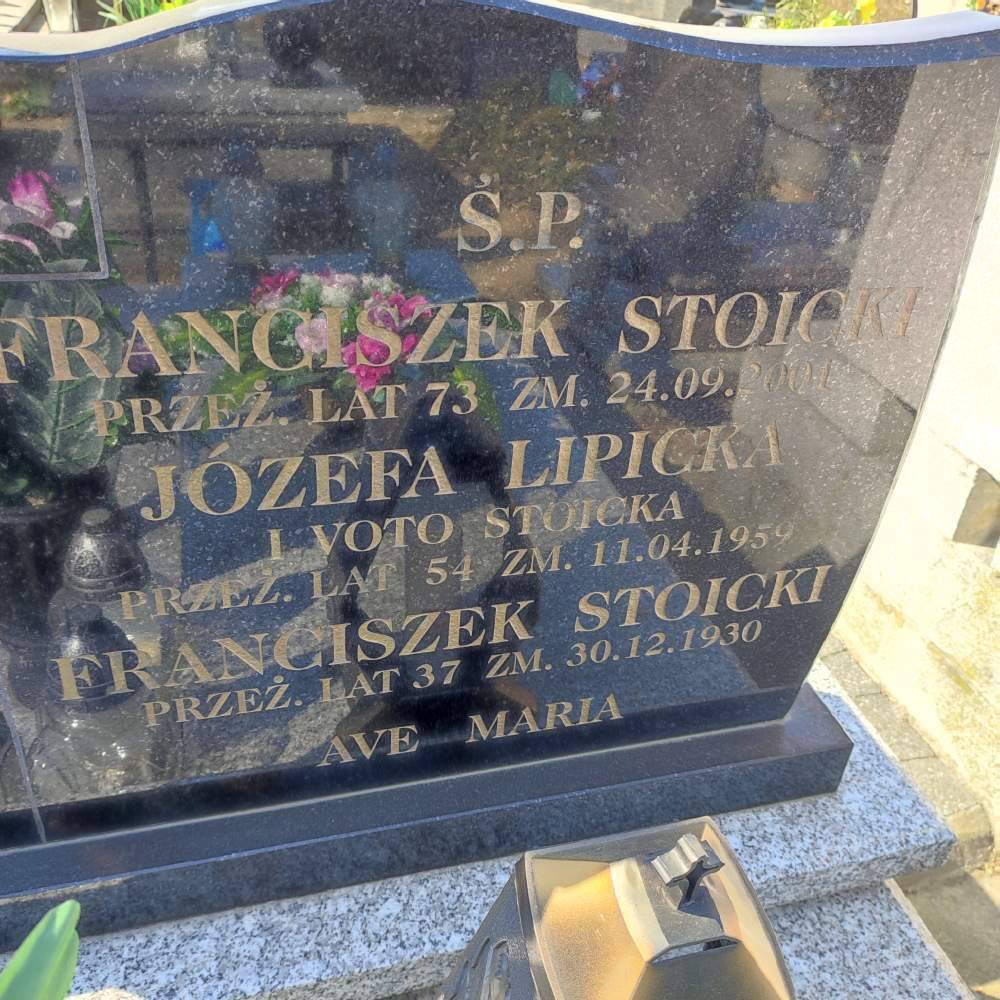 Ś.P.
FRANCISZEK STOICKI
PRZEŻ. LAT 73 ZM. 24.09.2001
JÓZEFA LIPICKA
I VOTO STOICKA
PRZEŻ. LAT 54 ZM. 11.04.1959
FRANCISZEK STOICKI
PRZEŻ. LAT 37 ZM. 30.12.1930
AVE MARIA